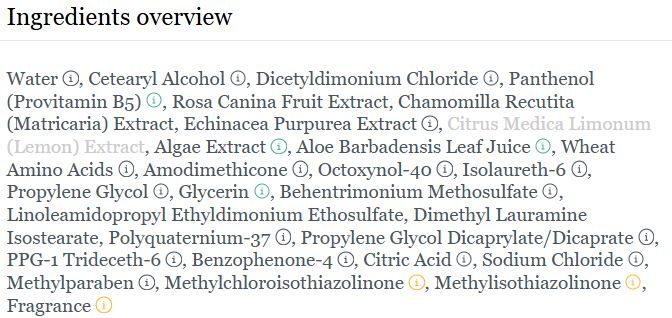 Ingredients overview
Water ⓘ, Cetearyl Alcohol ⓘ, Dicetyldimonium Chloride ⓘ, Panthenol
(Provitamin B5) ⓘ, Rosa Canina Fruit Extract, Chamomilla Recutita
(Matricaria) Extract, Echinacea Purpurea Extract ⓘ, Citrus Medica Limonum
(Lemon) Extract, Algae Extract ⓘ, Aloe Barbadensis Leaf Juice ⓘ, Wheat
Amino Acids ⓘ, Amodimethicone ⓘ, Octoxynol-40 ⓘ, Isolaureth-6 ⓘ,
Propylene Glycol ⓘ, Glycerin ⓘ, Behentrimonium Methosulfate ⓘ,
Linoleamidopropyl Ethyldimonium Ethosulfate, Dimethyl Lauramine
Isostearate, Polyquaternium-37 ⓘ, Propylene Glycol Dicaprylate/Dicaprate ⓘ,
PPG-1 Trideceth-6 ⓘ, Benzophenone-4 ⓘ, Citric Acid ⓘ, Sodium Chloride ⓘ,
Methylparaben ⓘ, Methylchloroisothiazolinone ⓘ, Methylisothiazolinone ⓘ,
Fragrance ⓘ